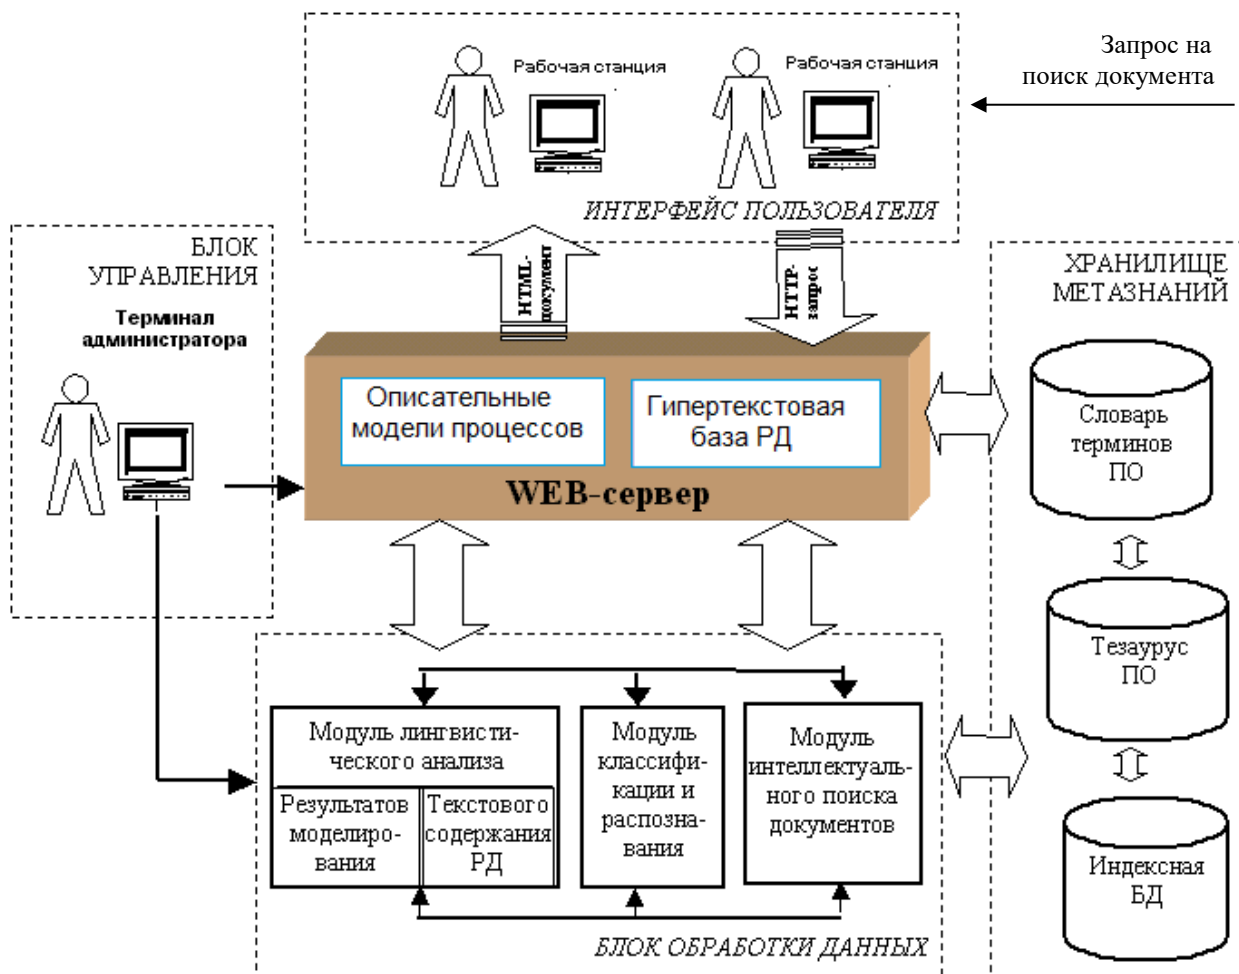 Запрос на
поиск документа
Рабочая станция
Рабочая станция
ИНТЕРФЕЙС ПОЛЬЗОВАТЕЛЯ
БЛОК
УПРАВЛЕНИЯ
Терминал
администратора
HTML-
документ
HTTP-
запрос
ХРАНИЛИЩЕ
МЕТАЗНАНИЙ
Описательные
модели процессов
Гипертекстовая
база РД
WEB-сервер
Словарь
терминов
ПО
Тезаурус
ПО
Индексная
БД
Модуль лингвисти-
ческого анализа
Результатов
моделиро-
вания
Текстового
содержания
РД
Модуль
классифи-
кации и
распозна-
вания
Модуль
интеллектуаль-
ного поиска
документов
БЛОК ОБРАБОТКИ ДАННЫХ